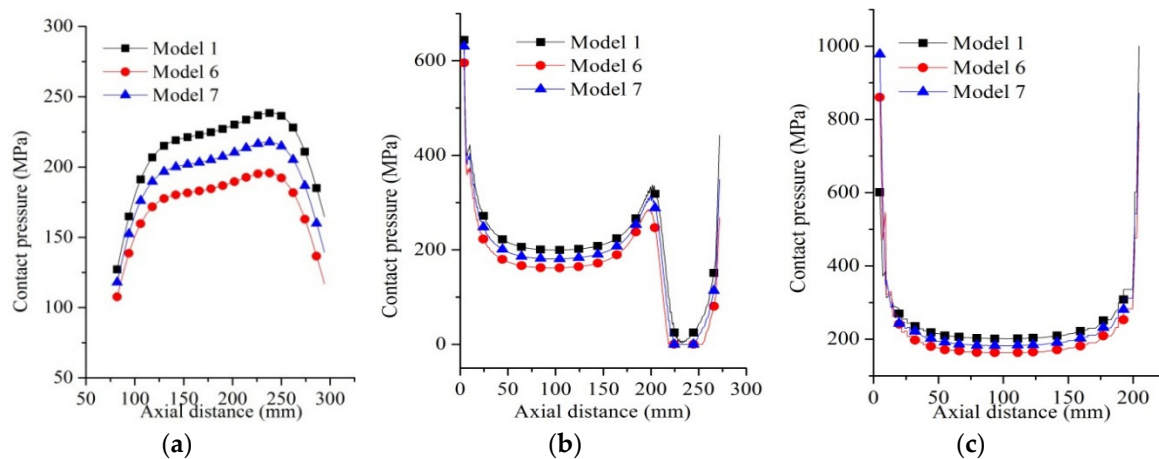 300
250
200
150
100
50
50
100
150
200
250
300
Contact pressure (MPa)
Axial distance (mm)
Model 1
Model 6
Model 7
(a)
600
400
200
0
0
50
100
150
200
250
300
Contact pressure (MPa)
Axial distance (mm)
Model 1
Model 6
Model 7
(b)
1000
800
600
400
200
0
50
100
150
200
Contact pressure (MPa)
Axial distance (mm)
Model 1
Model 6
Model 7
(c)